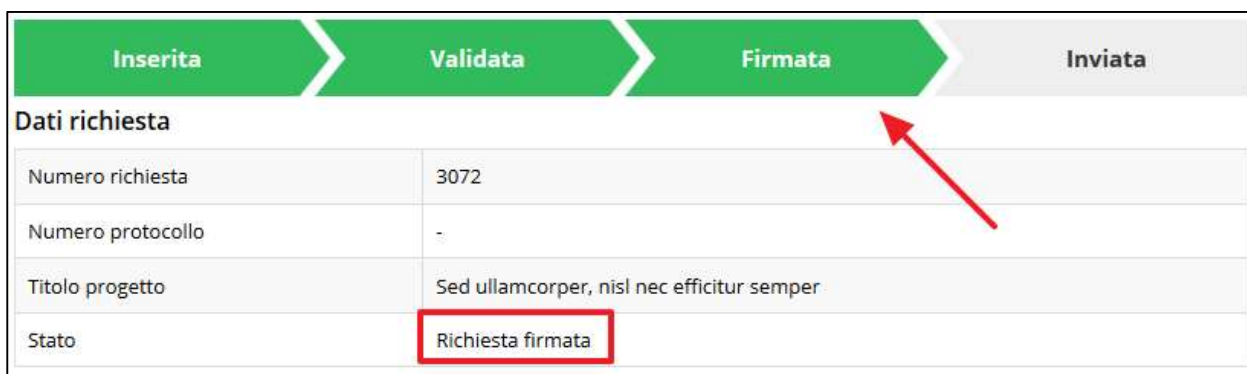 Inserita Validata Firmata Inviata
Dati richiesta
Numero richiesta 3072
Numero protocollo -
Titolo progetto Sed ullamcorper, nisl nec efficitur semper
Stato Richiesta firmata